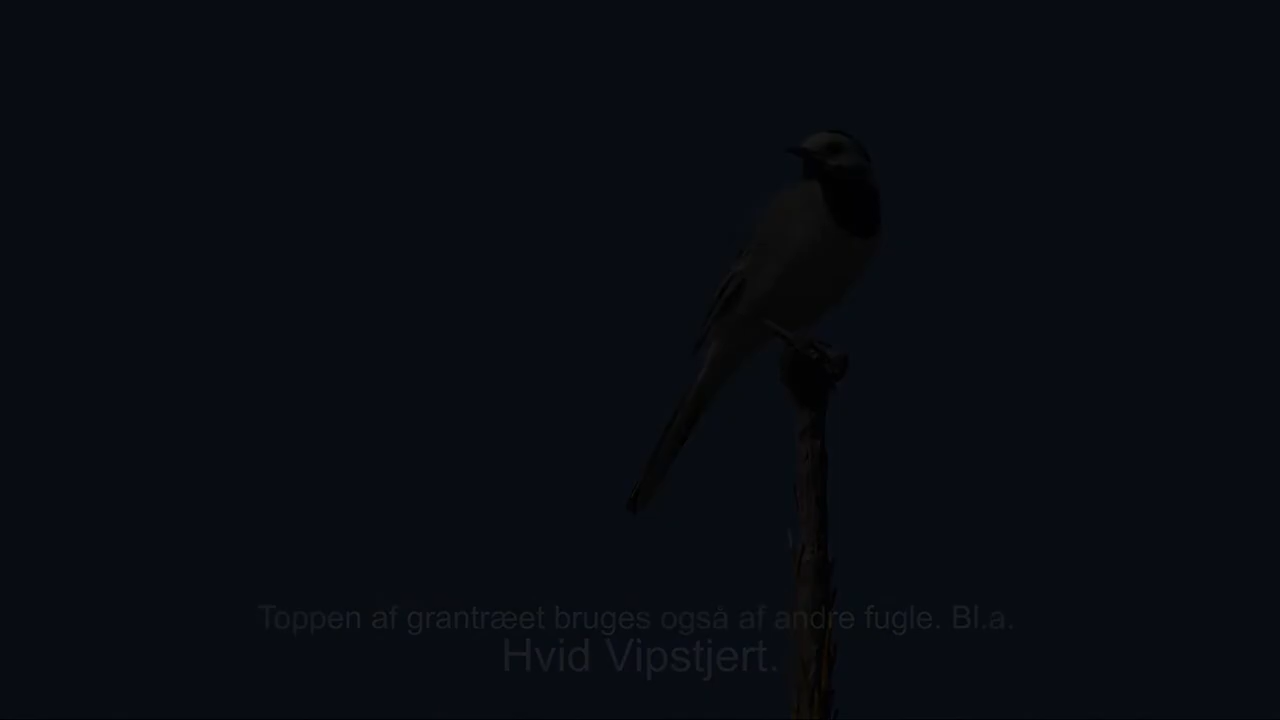 Toppen af grantræet bruges også af andre fugle. Bl.a.
Hvid Vipstjert.